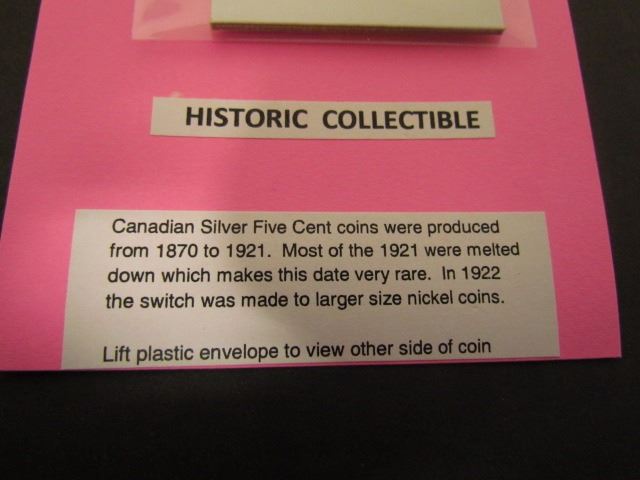 HISTORIC COLLECTIBLE
Canadian Silver Five Cent coins were produced
from 1870 to 1921. Most of the 1921 were melted
down which makes this date very rare. In 1922
the switch was made to larger size nickel coins.
Lift plastic envelope to view other side of coin